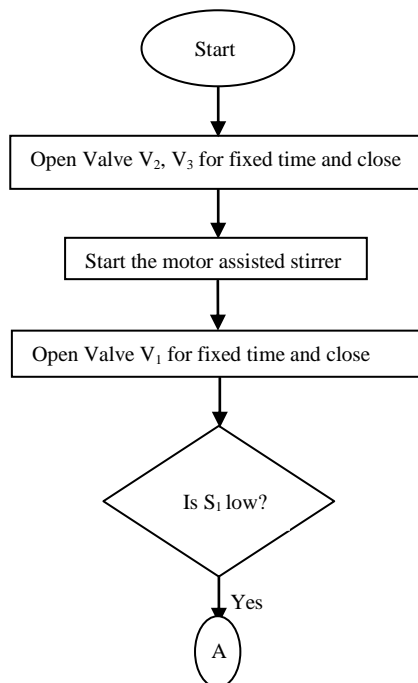 Start
Open Valve V₂, V₃ for fixed time and close
Start the motor assisted stirrer
Open Valve V₁ for fixed time and close
Is S₁ low?
Yes
A